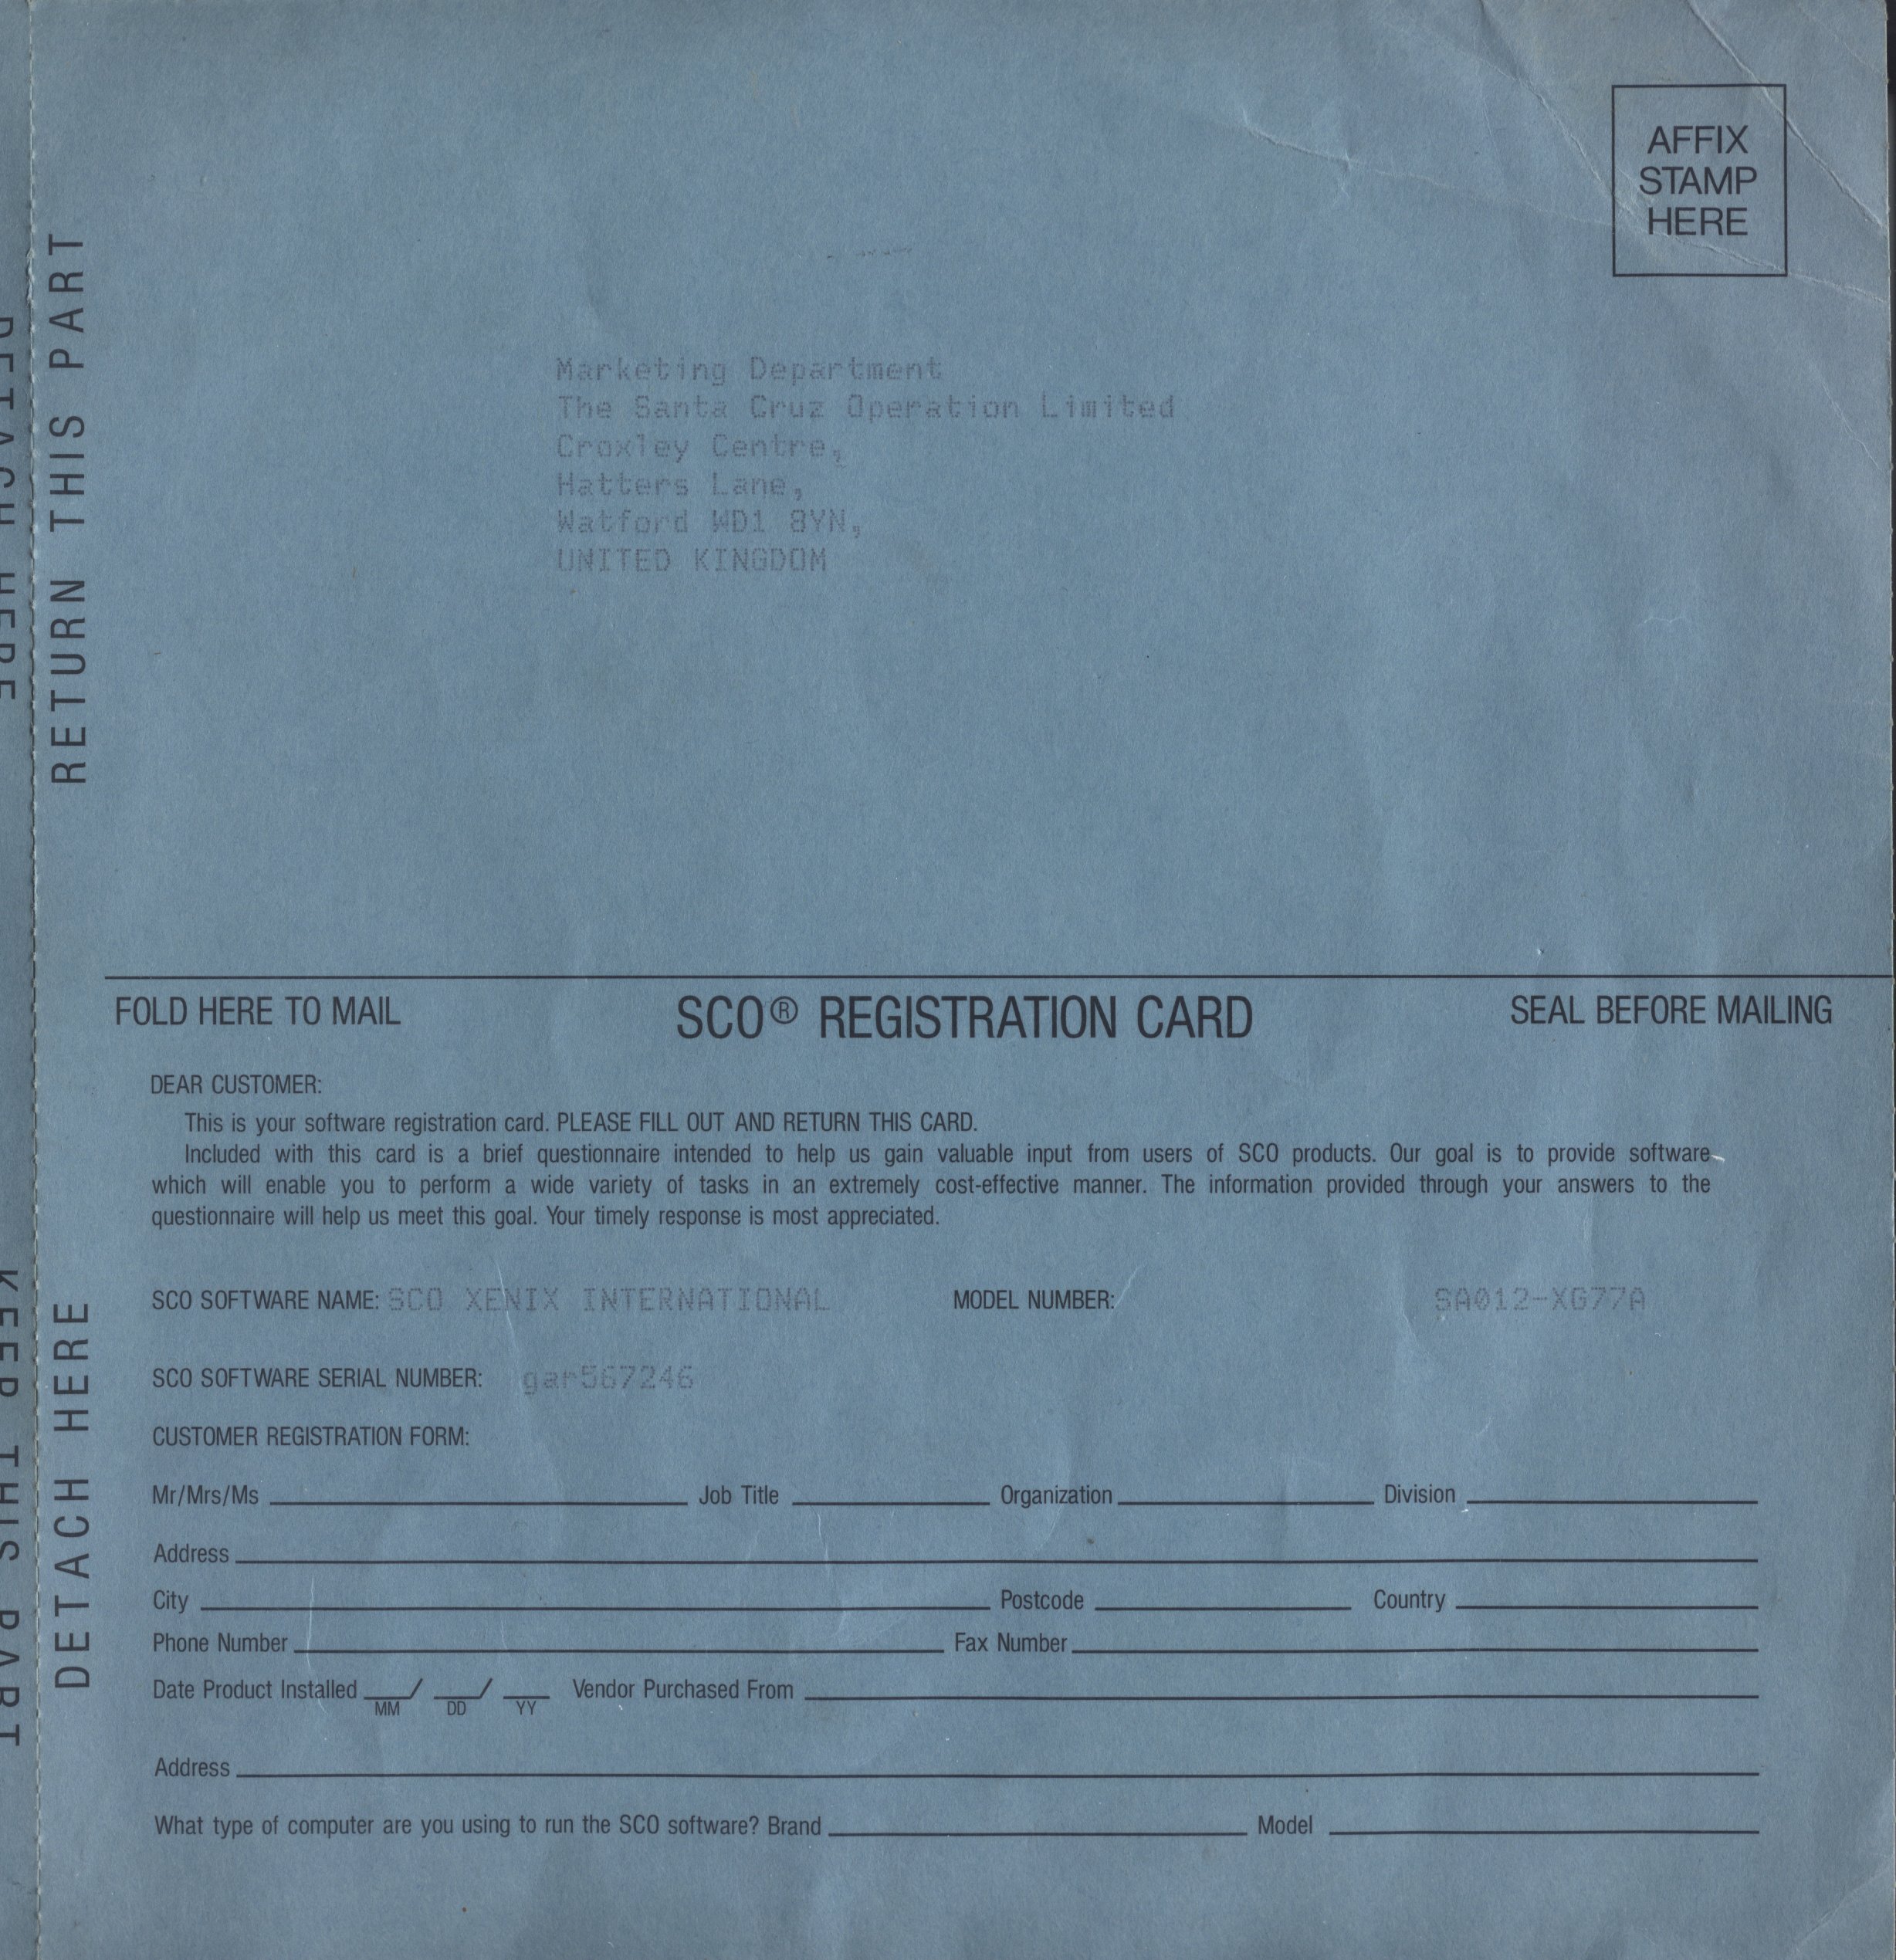 AFFIX
STAMP
HERE
RETURN THIS PART
DETACH HERE
Marketing Department
The Santa Cruz Operation Limited
Croxley Centre,
Hatters Lane,
Watford WD1 8YN,
UNITED KINGDOM
FOLD HERE TO MAIL SCO® REGISTRATION CARD SEAL BEFORE MAILING
DEAR CUSTOMER:
This is your software registration card. PLEASE FILL OUT AND RETURN THIS CARD.
Included with this card is a brief questionnaire intended to help us gain valuable input from users of SCO products. Our goal is to provide software
which will enable you to perform a wide variety of tasks in an extremely cost-effective manner. The information provided through your answers to the
questionnaire will help us meet this goal. Your timely response is most appreciated.
SCO SOFTWARE NAME: SCO XENIX INTERNATIONAL MODEL NUMBER: SA012-XG77A
SCO SOFTWARE SERIAL NUMBER: gar567246
CUSTOMER REGISTRATION FORM:
Mr/Mrs/Ms Job Title Organization Division
Address
City Postcode Country
Phone Number Fax Number
Date Product Installed / / Vendor Purchased From
MM DD YY
Address
What type of computer are you using to run the SCO software? Brand Model
DETACH HERE
KEEP THIS PART